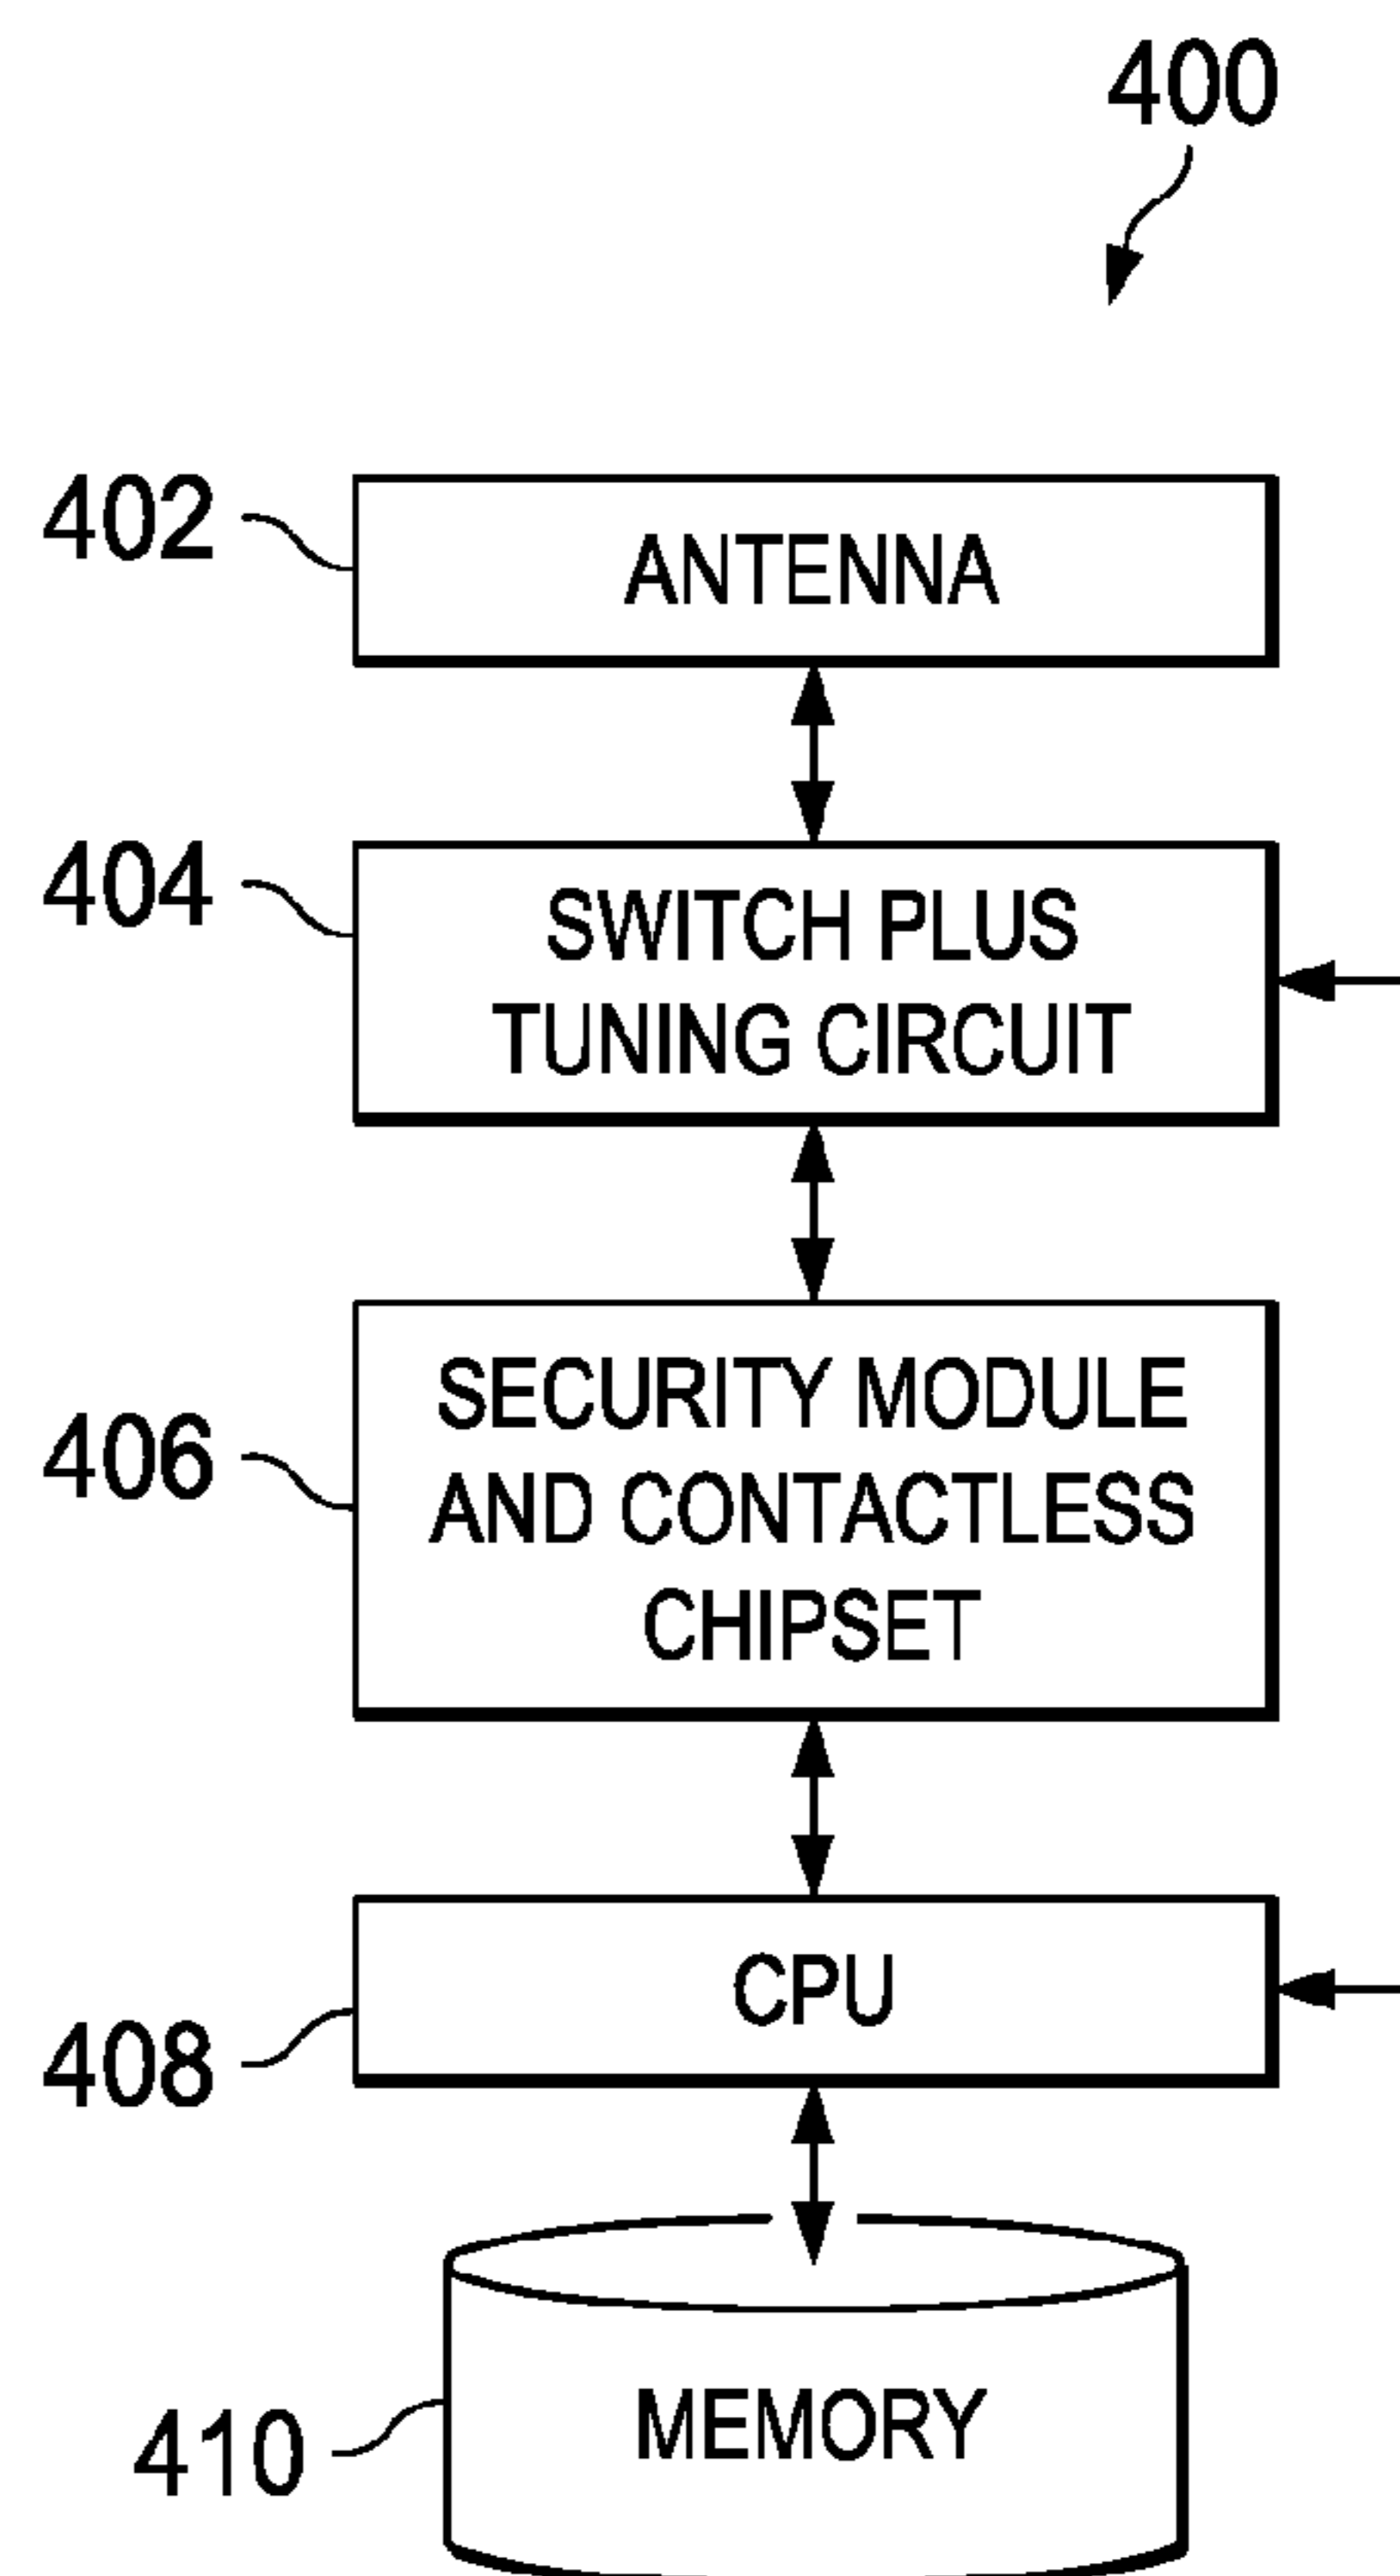 400
402
ANTENNA
404
SWITCH PLUS
TUNING CIRCUIT
406
SECURITY MODULE
AND CONTACTLESS
CHIPSET
CPU
408
MEMORY
410